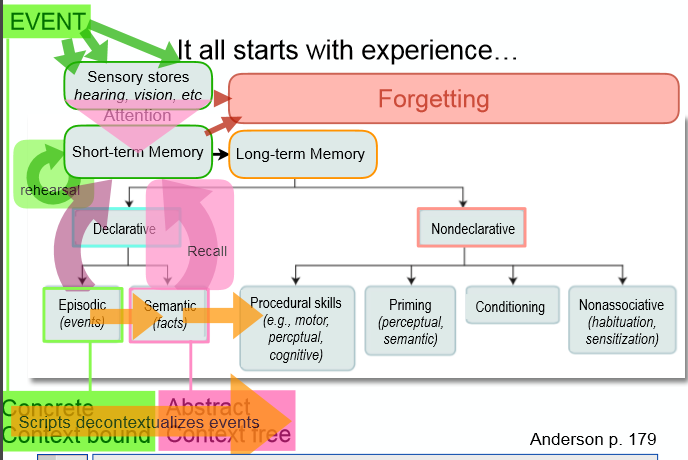 EVENT
It all starts with experience…
Sensory stores
hearing, vision, etc
Attention
Forgetting
Short-term Memory
Long-term Memory
rehearsal
Declarative
Nondeclarative
Recall
Episodic
(events)
Semantic
(facts)
Procedural skills
(e.g., motor,
percptual,
cognitive)
Priming
(perceptual,
semantic)
Conditioning
Nonassociative
(habituation,
sensitization)
Concrete
Context bound
Abstract
Context free
Scripts decontextualizes events
Anderson p. 179